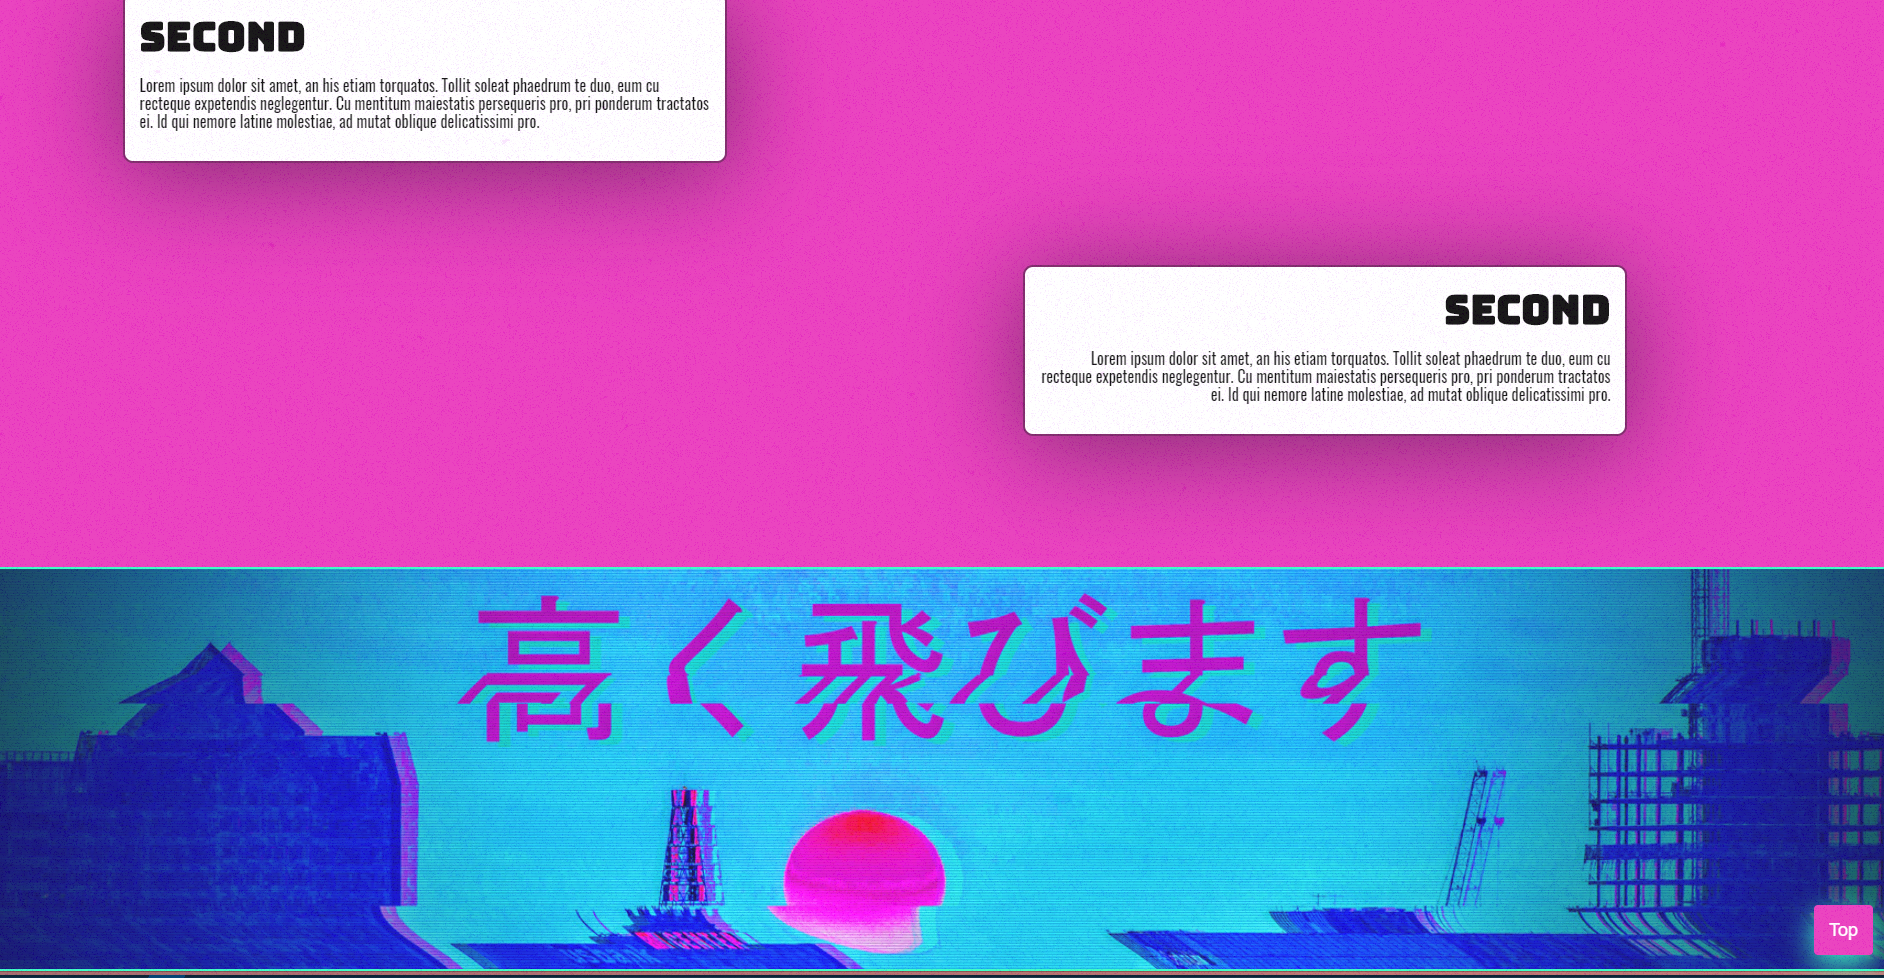 SECOND
Lorem ipsum dolor sit amet, an his etiam torquatos. Tollit soleat phaedrum te duo, eum cu
recteque expetendis neglegentur. Cu mentitum maiestatis persequeris pro, pri ponderum tractatos
ei. Id qui nemore latine molestiae, ad mutat oblique delicatissimi pro.
SECOND
Lorem ipsum dolor sit amet, an his etiam torquatos. Tollit soleat phaedrum te duo, eum cu
recteque expetendis neglegentur. Cu mentitum maiestatis persequeris pro, pri ponderum tractatos
ei. Id qui nemore latine molestiae, ad mutat oblique delicatissimi pro.
高く飛びます
Top